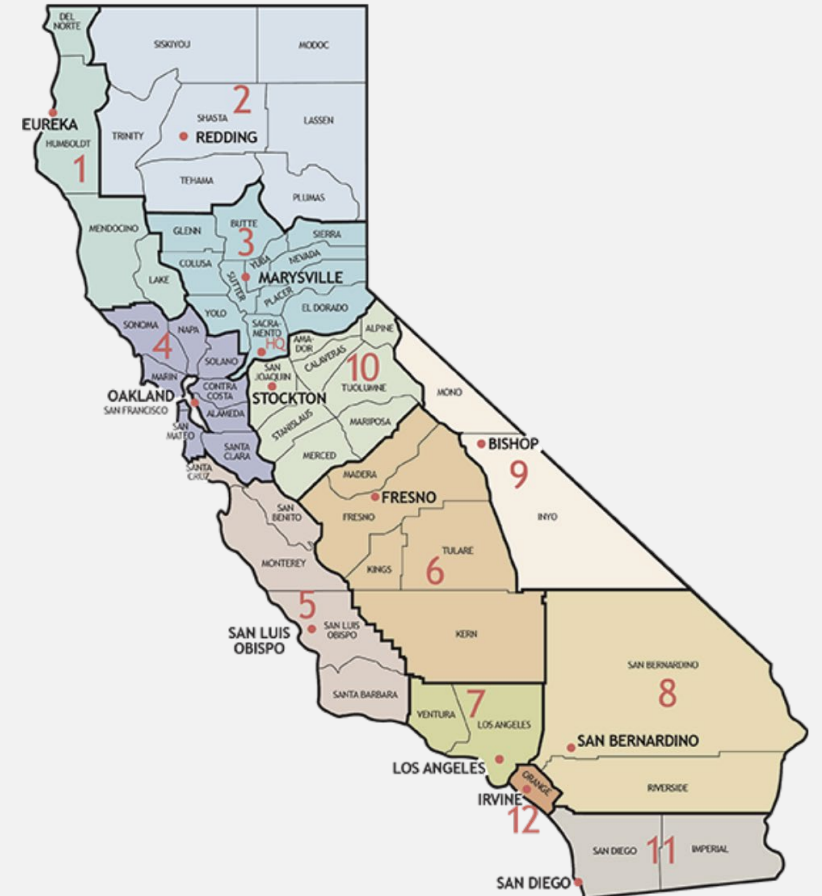 DEL
NORTE
SISKIYOU
MODOC
EUREKA
HUMBOLDT
1
TRINITY
SHASTA
2
REDDING
LASSEN
TEHAMA
PLUMAS
MENDOCINO
LAKE
GLENN
BUTTE
3
SIERRA
COLUSA
YUBA
NEVADA
SUTTER
MARYSVILLE
PLACER
YOLO
EL DORADO
SACRA-
MENTO
HQ
SONOMA
NAPA
4
SOLANO
MARIN
OAKLAND
SAN FRANCISCO
CONTRA
COSTA
ALAMEDA
SAN
MATEO
SANTA
CLARA
SANTA
CRUZ
AMA-
DOR
ALPINE
CALAVERAS
10
SAN
JOAQUIN
TUOLUMNE
STOCKTON
STANISLAUS
MARIPOSA
MERCED
MONO
BISHOP
9
INYO
MADERA
FRESNO
FRESNO
KINGS
TULARE
6
KERN
SAN
BENITO
MONTEREY
5
SAN LUIS
OBISPO
SAN LUIS
OBISPO
SANTA BARBARA
VENTURA
7
LOS ANGELES
LOS ANGELES
SAN BERNARDINO
8
SAN BERNARDINO
RIVERSIDE
ORANGE
IRVINE
12
SAN DIEGO
11
IMPERIAL
SAN DIEGO